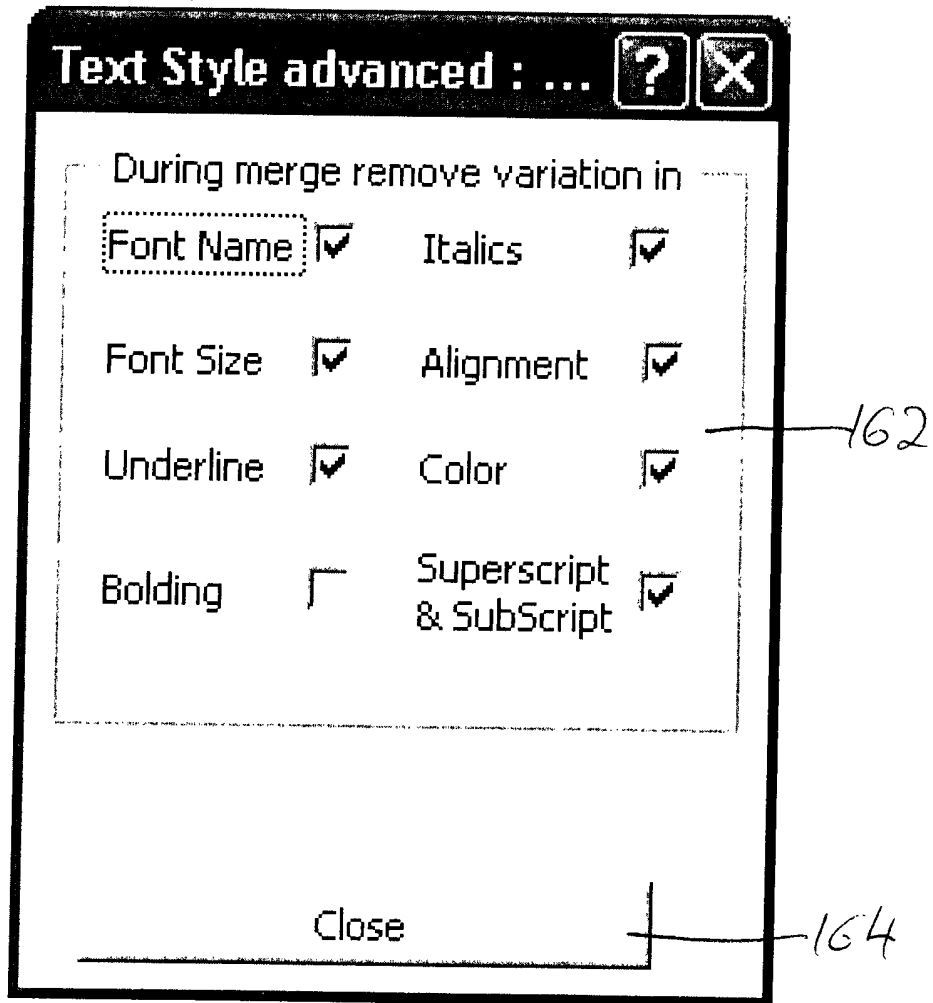 Text Style advanced : ... ? X
During merge remove variation in
Font Name Italics
Font Size Alignment
162
Underline Color
Bolding Superscript
& SubScript
Close 164